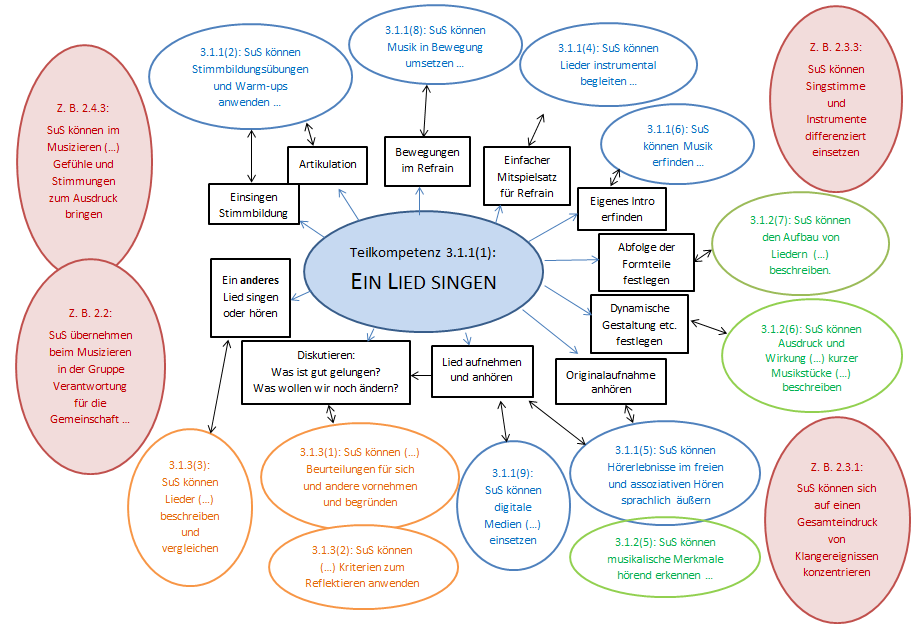 3.1.1(2): SuS können
Stimmbildungsübungen
und Warm-ups
anwenden ...
3.1.1(8): SuS können
Musik in Bewegung
umsetzen ...
3.1.1(4): SuS können
Lieder instrumental
begleiten ...
Z. B. 2.3.3:
SuS können
Singstimme
und
Instrumente
differenziert
einsetzen
Z. B. 2.4.3:
SuS können im
Musizieren (...)
Gefühle und
Stimmungen
zum Ausdruck
bringen
3.1.1(6): SuS
können Musik
erfinden ...
Artikulation
Bewegungen
im Refrain
Einfacher
Mitspielsatz
für Refrain
Einsingen
Stimmbildung
Eigenes Intro
erfinden
3.1.2(7): SuS können
den Aufbau von
Liedern (...)
beschreiben.
Teilkompetenz 3.1.1(1):
EIN LIED SINGEN
Abfolge der
Formteile
festlegen
Ein anderes
Lied singen
oder hören
Dynamische
Gestaltung etc.
festlegen
Z. B. 2.2:
SuS übernehmen
beim Musizieren
in der Gruppe
Verantwortung
für die
Gemeinschaft ...
3.1.2(6): SuS können
Ausdruck und
Wirkung (...) kurzer
Musikstücke (...)
beschreiben
Diskutieren:
Was ist gut gelungen?
Was wollen wir noch ändern?
Lied aufnehmen
und anhören
Originalaufnahme
anhören
3.1.3(3):
SuS können
Lieder (...)
beschreiben
und
vergleichen
3.1.3(1): SuS können (...)
Beurteilungen für sich
und andere vornehmen
und begründen
3.1.1(9):
SuS können
digitale
Medien (...)
einsetzen
3.1.1(5): SuS können
Hörerlebnisse im freien
und assoziativen Hören
sprachlich äußern
Z. B. 2.3.1:
SuS können sich
auf einen
Gesamteindruck
von
Klangereignissen
konzentrieren
3.1.3(2): SuS können
(...) Kriterien zum
Reflektieren anwenden
3.1.2(5): SuS können
musikalische Merkmale
hörend erkennen ...